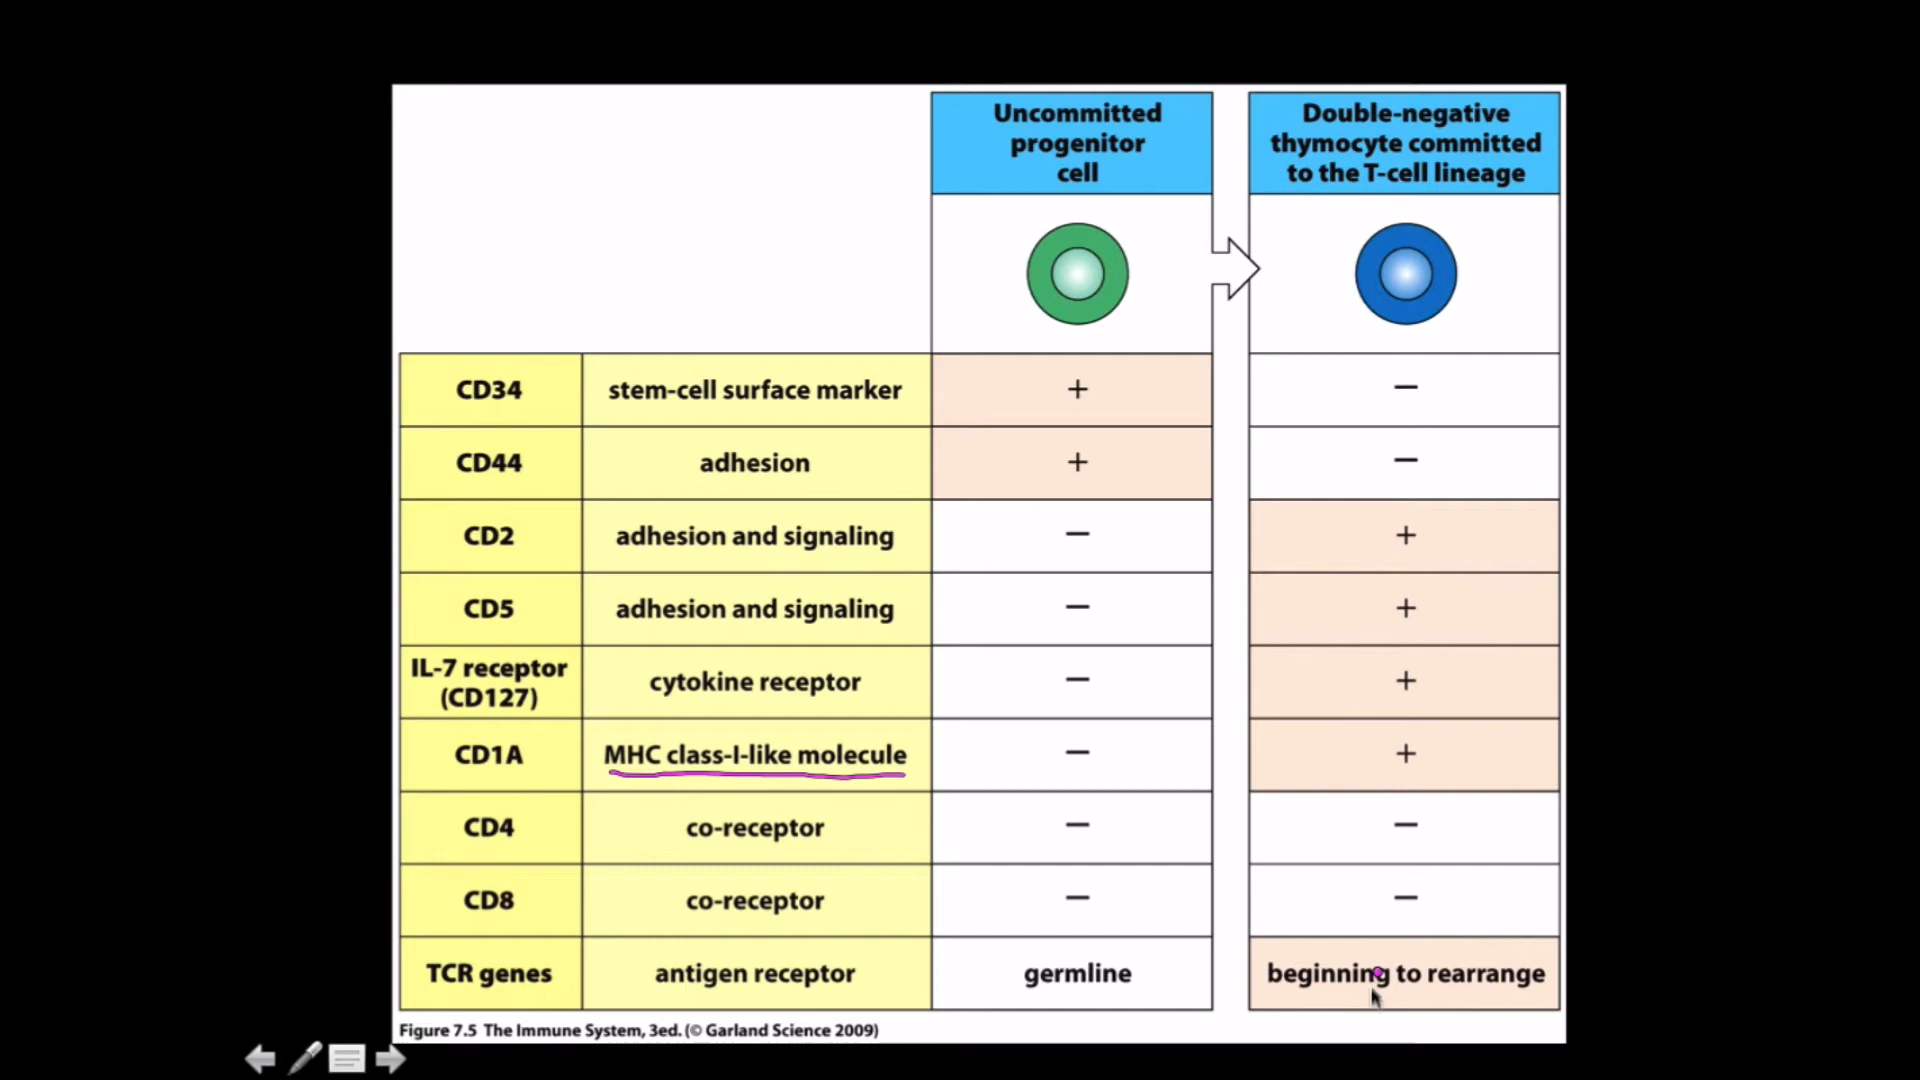 Uncommitted
progenitor
cell
Double-negative
thymocyte committed
to the T-cell lineage
CD34 stem-cell surface marker + −
CD44 adhesion + −
CD2 adhesion and signaling − +
CD5 adhesion and signaling − +
IL-7 receptor
(CD127) cytokine receptor − +
CD1A MHC class-I-like molecule − +
CD4 co-receptor − −
CD8 co-receptor − −
TCR genes antigen receptor germline beginning to rearrange
Figure 7.5 The Immune System, 3ed. (© Garland Science 2009)